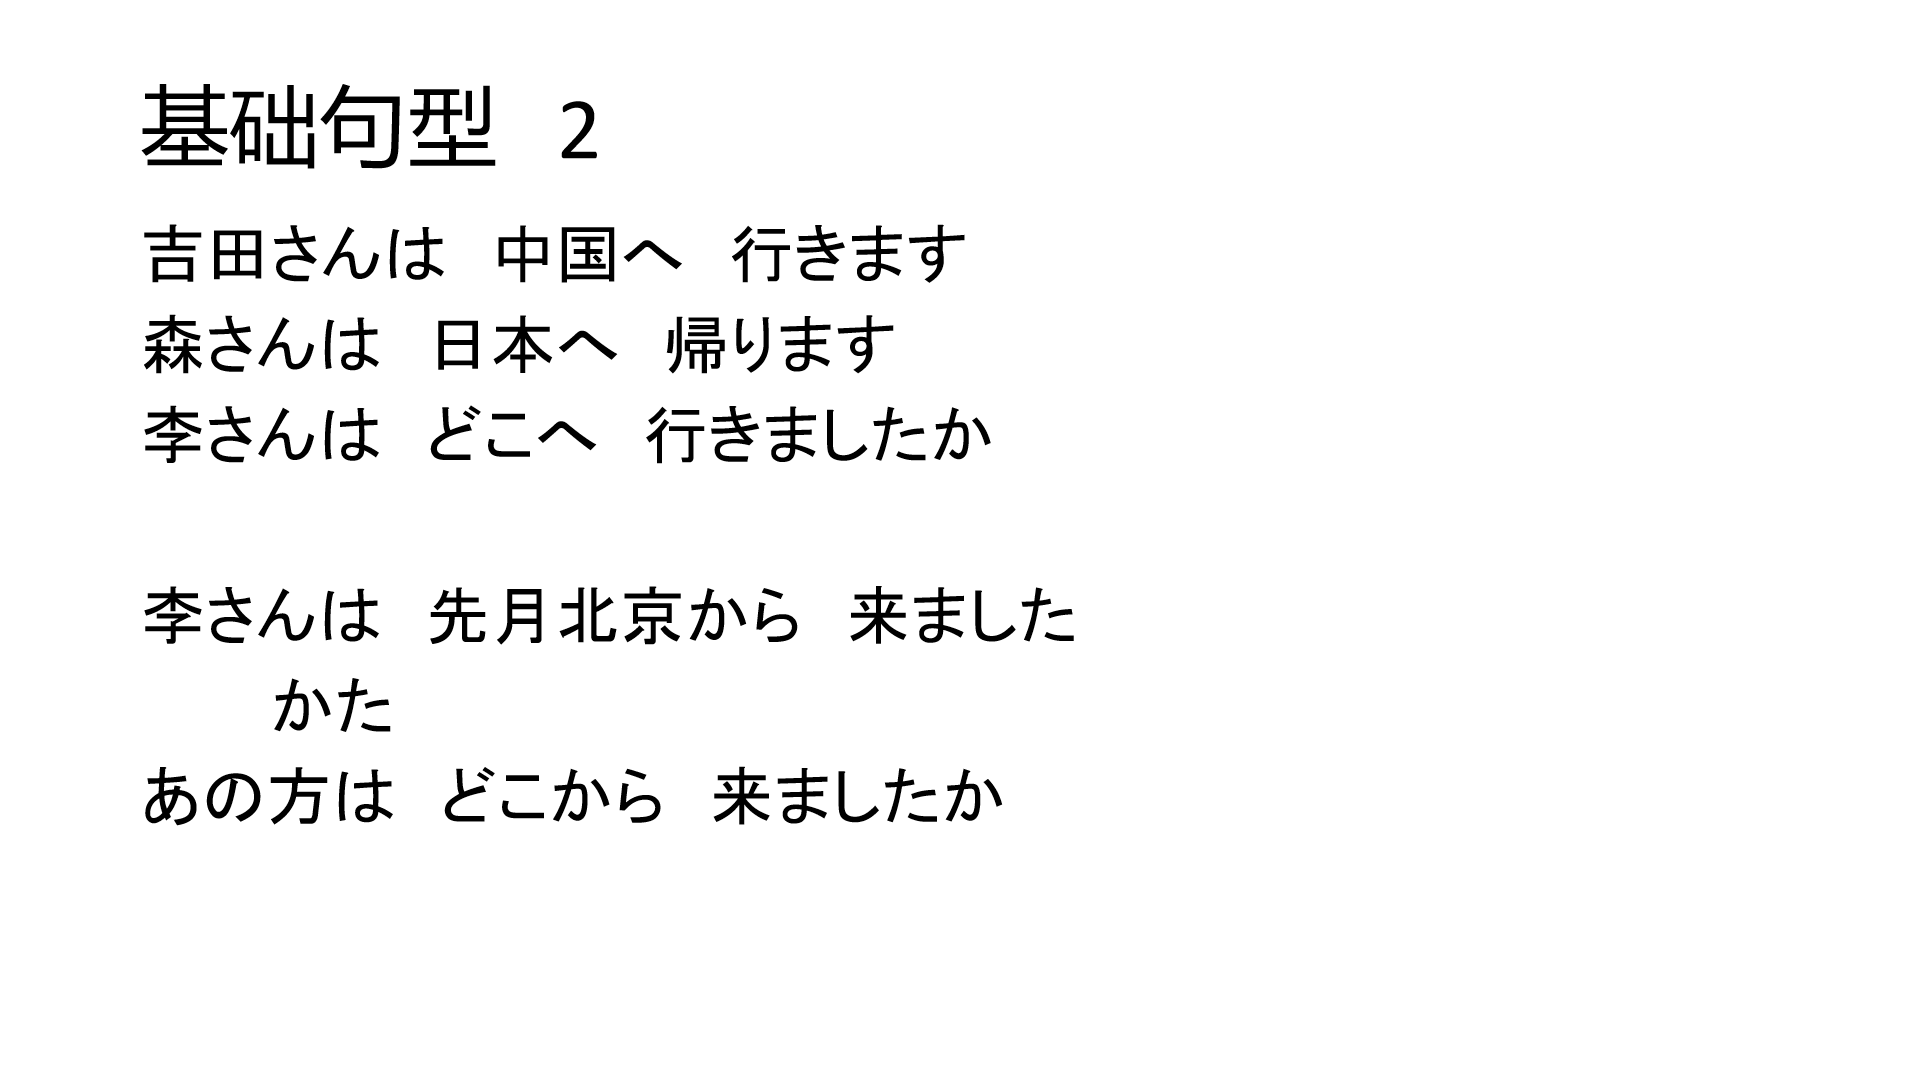 基础句型　2
吉田さんは　中国へ　行きます
森さんは　日本へ　帰ります
李さんは　どこへ　行きましたか
李さんは　先月北京から　来ました
かた
あの方は　どこから　来ましたか